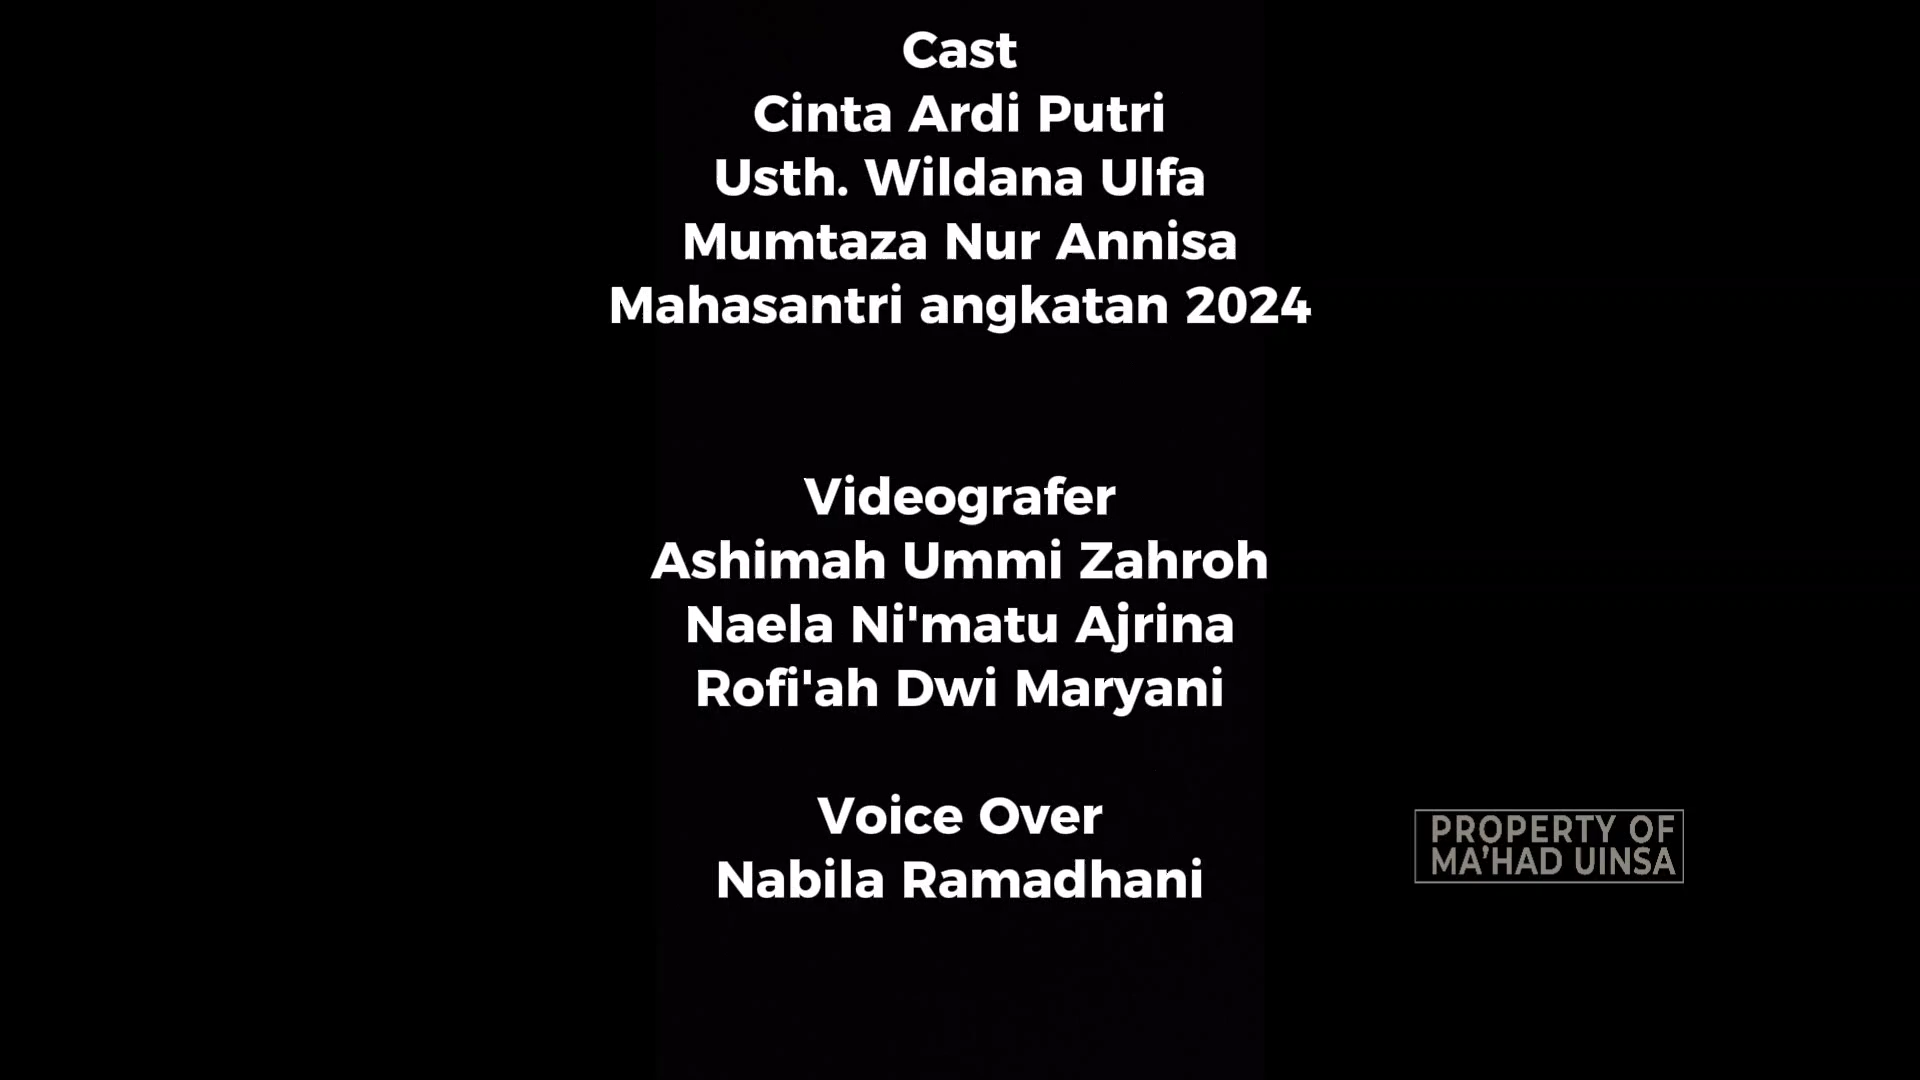 Cast
Cinta Ardi Putri
Usth. Wildana Ulfa
Mumtaza Nur Annisa
Mahasantri angkatan 2024
Videografer
Ashimah Ummi Zahroh
Naela Ni'matu Ajrina
Rofi'ah Dwi Maryani
Voice Over
Nabila Ramadhani
PROPERTY OF
MA'HAD UINSA